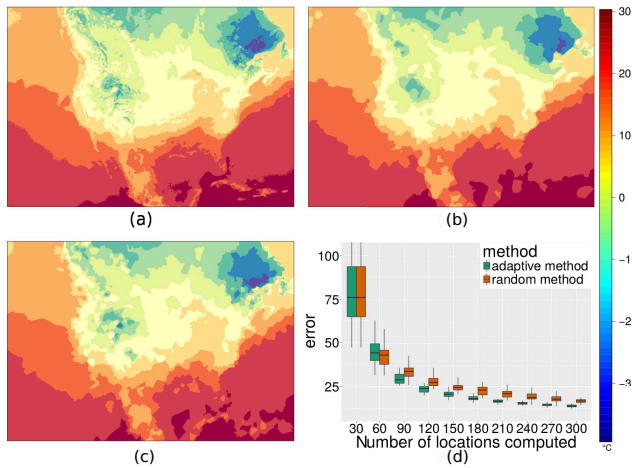 (a)
(b)
30
20
10
0
-1
-2
-3
°C
method
adaptive method
random method
100
75
50
25
error
30 60 90 120 150 180 210 240 270 300
Number of locations computed
(c)
(d)